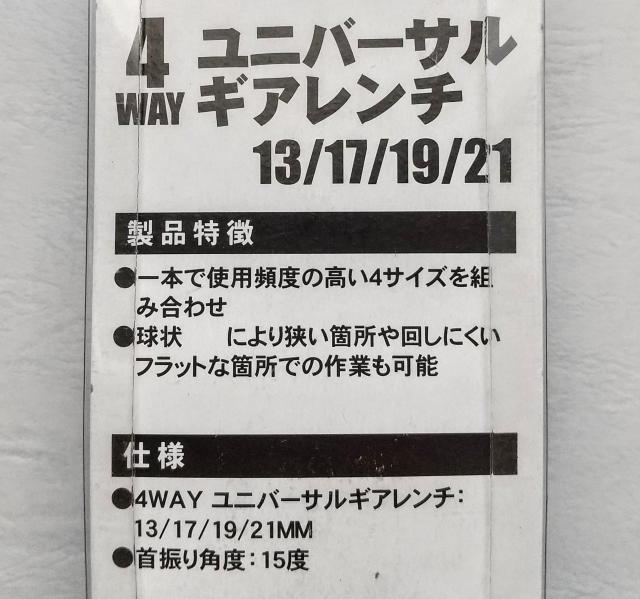 4WAY ユニバーサル
ギアレンチ
13/17/19/21
製品特徴
●一本で使用頻度の高い4サイズを組
み合わせ
●球状 により狭い箇所や回しにくい
フラットな箇所での作業も可能
仕様
●4WAY ユニバーサルギアレンチ:
13/17/19/21MM
●首振り角度:15度